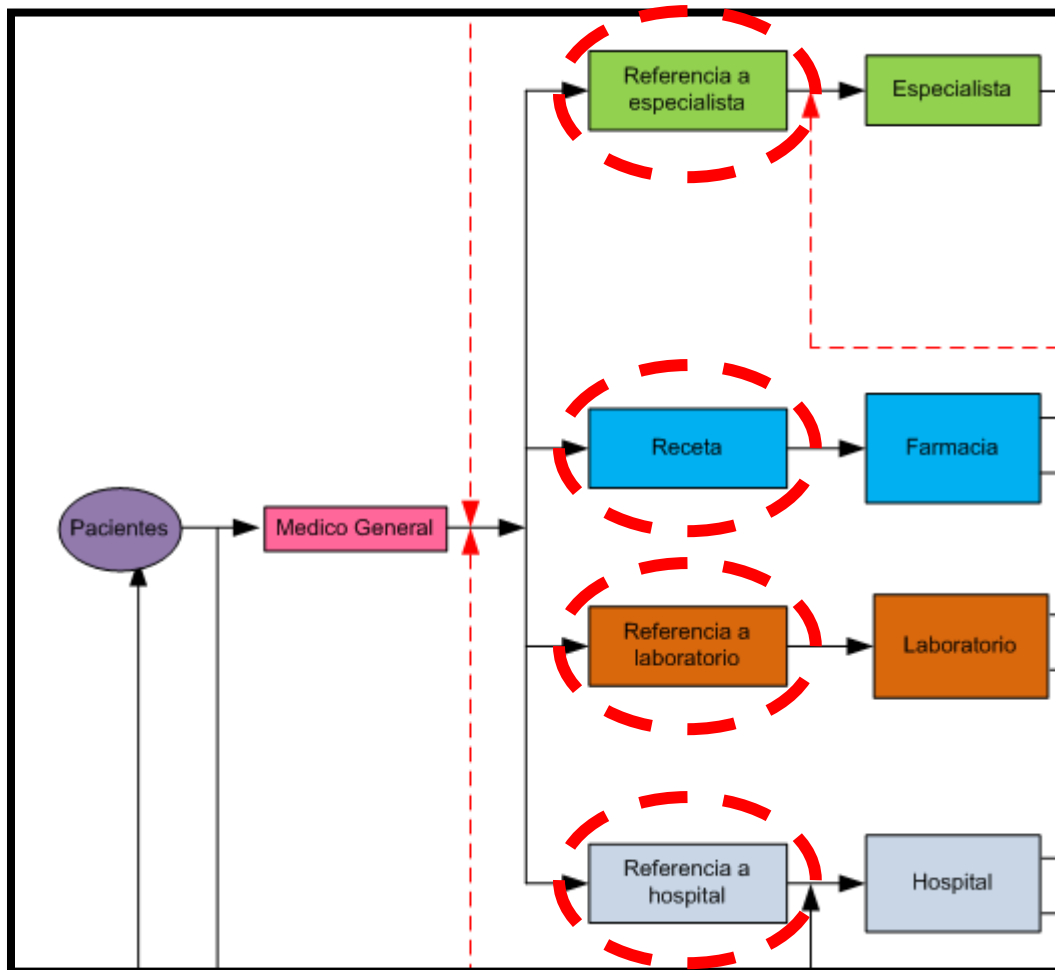 Referencia a
especialista
Especialista
Receta
Farmacia
Pacientes
Medico General
Referencia a
laboratorio
Laboratorio
Referencia a
hospital
Hospital